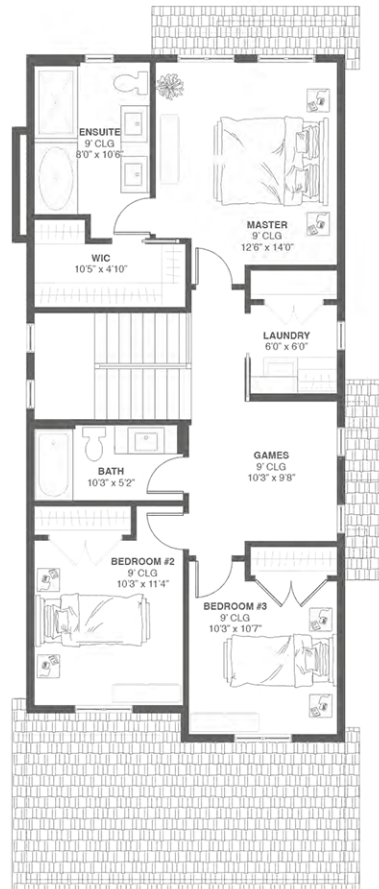 ENSUITE
9' CLG
8'0" x 10'6"
MASTER
9' CLG
12'6" x 14'0"
WIC
10'5" x 4'10"
LAUNDRY
6'0" x 6'0"
GAMES
9' CLG
10'3" x 9'8"
BATH
10'3" x 5'2"
BEDROOM #2
9' CLG
10'3" x 11'4"
BEDROOM #3
9' CLG
10'3" x 10'7"